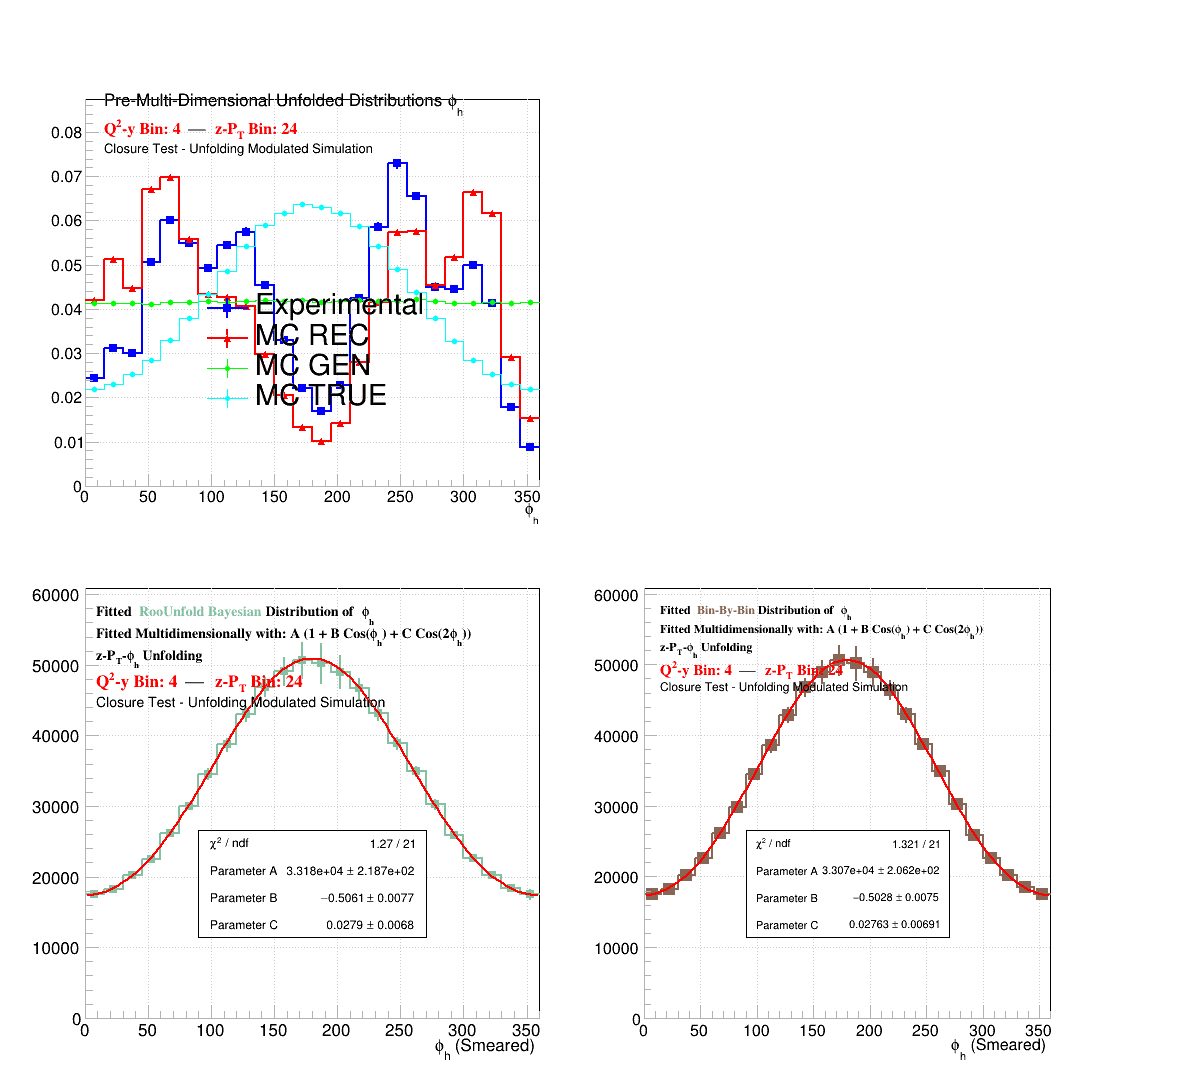 Pre-Multi-Dimensional Unfolded Distributions ϕh
Q²-y Bin: 4 — z-PT Bin: 24
Closure Test - Unfolding Modulated Simulation
0.08
0.07
0.06
0.05
0.04
0.03
0.02
0.01
0
Experimental
MC REC
MC GEN
MC TRUE
0 50 100 150 200 250 300 350
ϕh
60000
50000
40000
30000
20000
10000
0
Fitted RooUnfold Bayesian Distribution of ϕh
Fitted Multidimensionally with: A (1 + B Cos(ϕh) + C Cos(2ϕh))
z-PT-ϕh Unfolding
Q²-y Bin: 4 — z-PT Bin: 24
Closure Test - Unfolding Modulated Simulation
χ² / ndf 1.27 / 21
Parameter A 3.318e+04 ± 2.187e+02
Parameter B −0.5061 ± 0.0077
Parameter C 0.0279 ± 0.0068
0 50 100 150 200 250 300 350
ϕh (Smeared)
60000
50000
40000
30000
20000
10000
0
Fitted Bin-By-Bin Distribution of ϕh
Fitted Multidimensionally with: A (1 + B Cos(ϕh) + C Cos(2ϕh))
z-PT-ϕh Unfolding
Q²-y Bin: 4 — z-PT Bin: 24
Closure Test - Unfolding Modulated Simulation
χ² / ndf 1.321 / 21
Parameter A 3.307e+04 ± 2.062e+02
Parameter B −0.5028 ± 0.0075
Parameter C 0.02763 ± 0.00691
0 50 100 150 200 250 300 350
ϕh (Smeared)